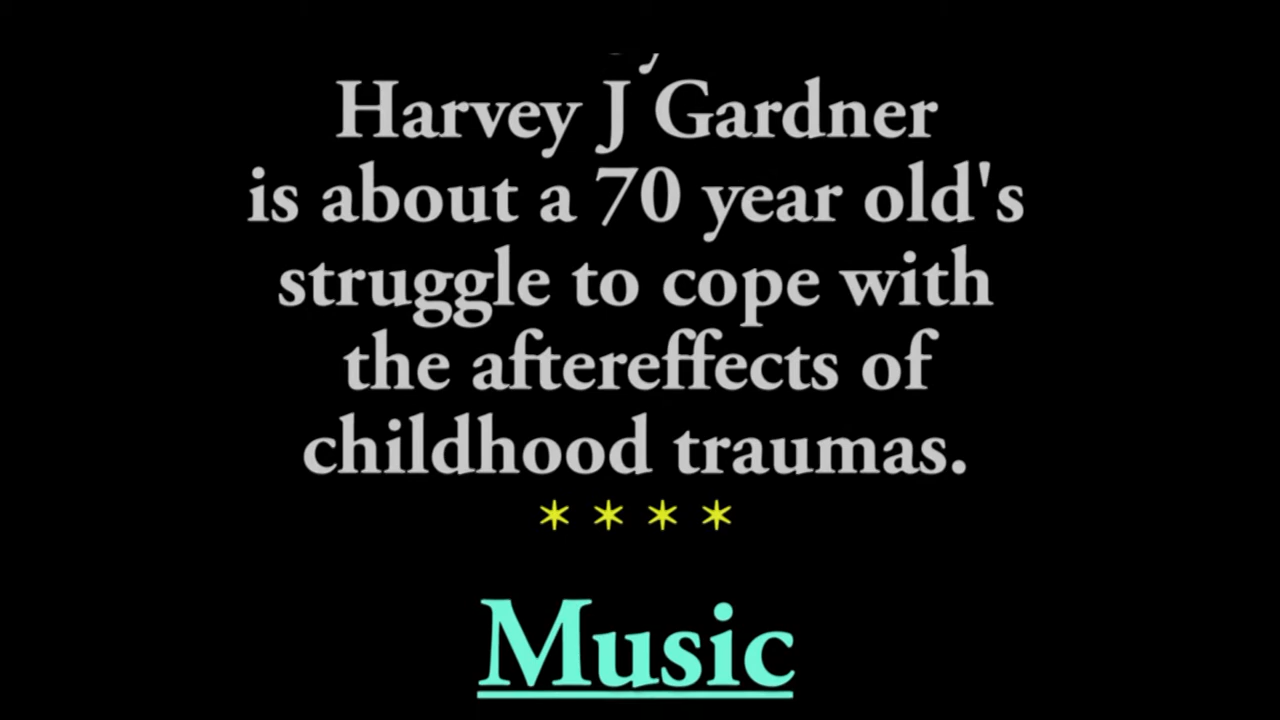 Harvey J Gardner
is about a 70 year old's
struggle to cope with
the aftereffects of
childhood traumas.
* * * *
Music